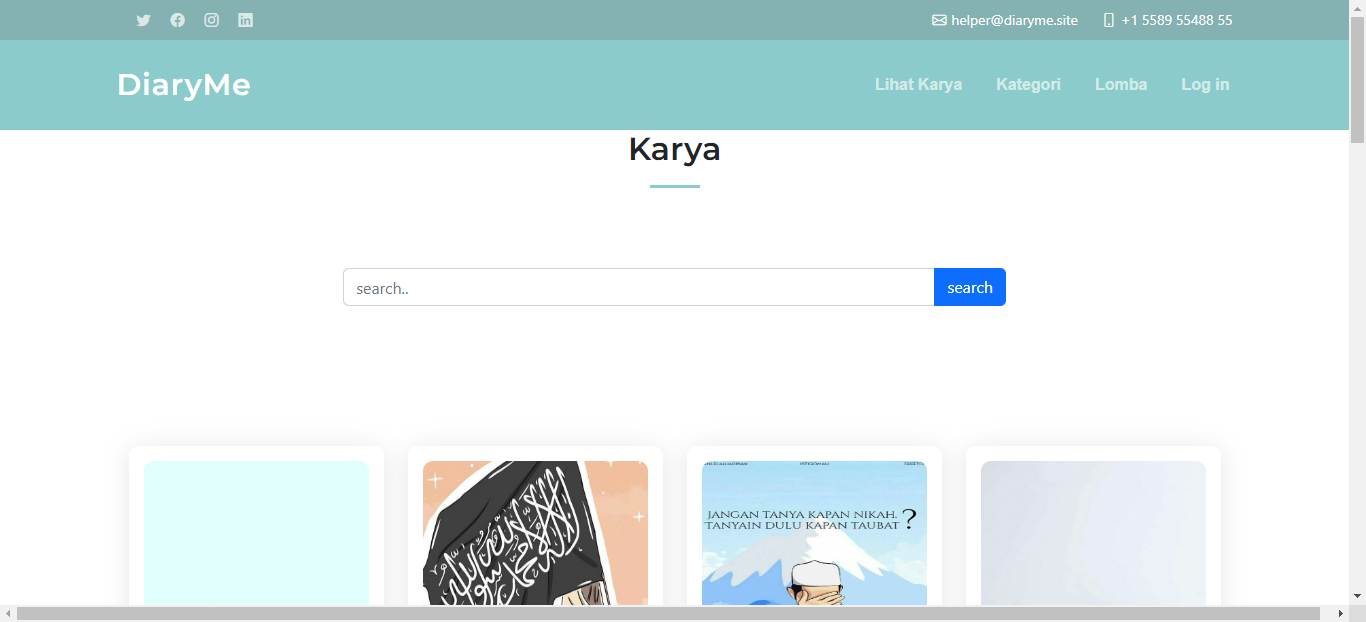 helper@diaryme.site
+1 5589 55488 55
DiaryMe
Lihat Karya
Kategori
Lomba
Log in
Karya
search..
search
JANGAN TANYA KAPAN NIKAH,
TANYAIN DULU KAPAN TAUBAT ?